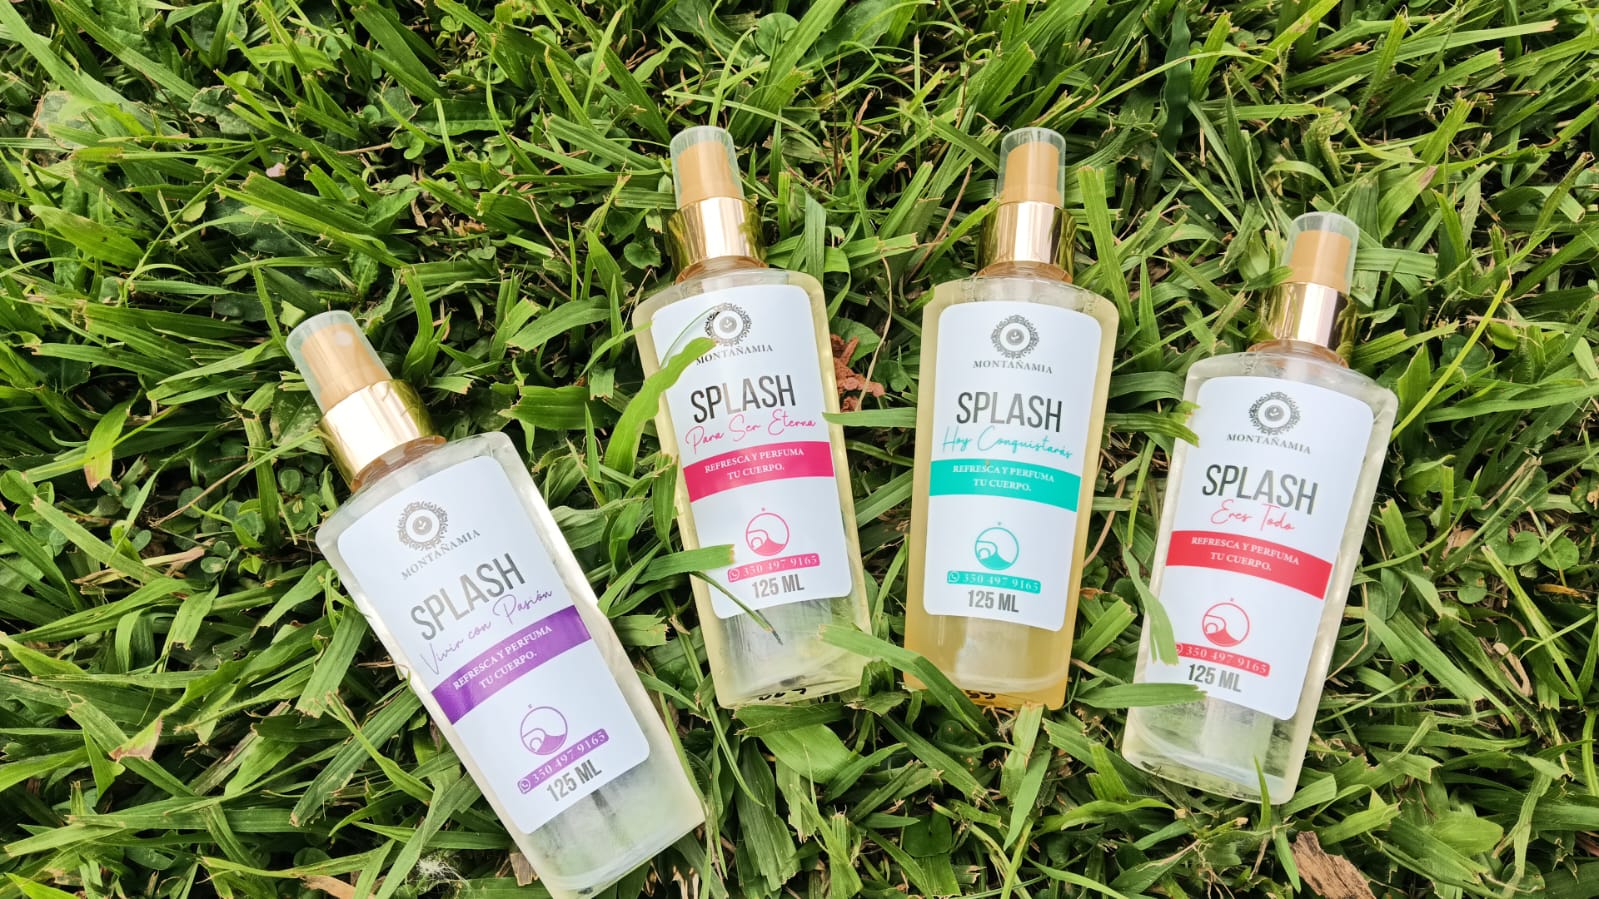 MONTAÑAMIA
SPLASH
Vivir con Pasión
REFRESCA Y PERFUMA
TU CUERPO.
350 497 9165
125 ML
MONTAÑAMIA
SPLASH
Para Ser Eterna
REFRESCA Y PERFUMA
TU CUERPO.
350 497 9165
125 ML
MONTAÑAMIA
SPLASH
Hoy Conquistarás
REFRESCA Y PERFUMA
TU CUERPO.
350 497 9165
125 ML
MONTAÑAMIA
SPLASH
Eres Todo
REFRESCA Y PERFUMA
TU CUERPO.
350 497 9165
125 ML